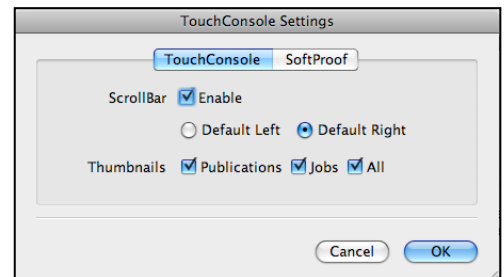 TouchConsole Settings
TouchConsole SoftProof
ScrollBar Enable
Default Left Default Right
Thumbnails Publications Jobs All
Cancel OK